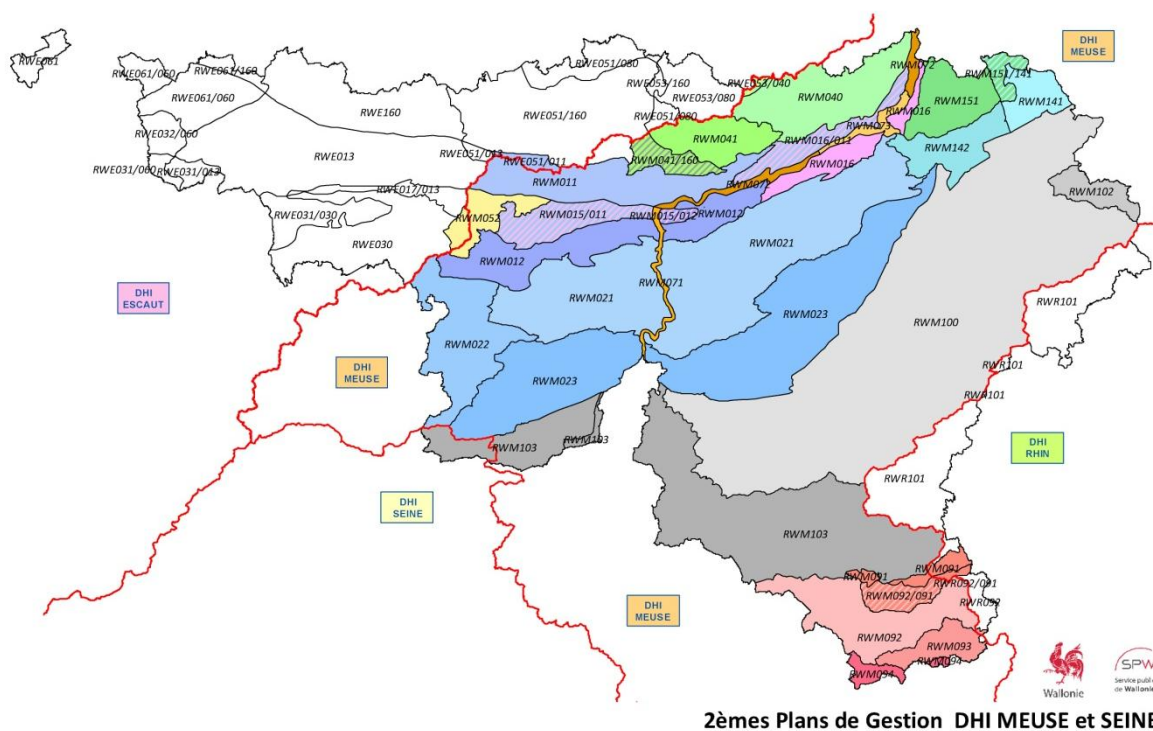 DHI
MEUSE
RWE061
RWE061/060
RWE061/160
RWE051/080
RWE053/160
RWE053/040
RWM072
RWM151/141
RWE061/060
RWE160
RWE051/160
RWE053/080
RWE051/080
RWM040
RWM151
RWM141
RWM016
RWE032/060
RWE013
RWE051/013
RWE051/011
RWM041
RWM041/160
RWM016/011
RWM073
RWM142
RWE031/060
RWE031/013
RWE017/013
RWM011
RWM071
RWM016
RWM102
RWE031/030
RWM052
RWM015/011
RWM015/012
RWM012
RWE030
RWM012
RWM021
DHI
ESCAUT
RWM021
RWM071
RWR101
RWM022
RWM023
RWM100
DHI
MEUSE
RWM023
RWR101
RWR101
RWM103
RWM103
DHI
RHIN
DHI
SEINE
RWR101
RWM103
DHI
MEUSE
RWM091
RWM091
RWR092/091
RWM092/091
RWR092
RWM092
RWM093
RWM094
RWM094
Wallonie
SPW
Service publi
de Wallonie
2èmes Plans de Gestion DHI MEUSE et SEINE